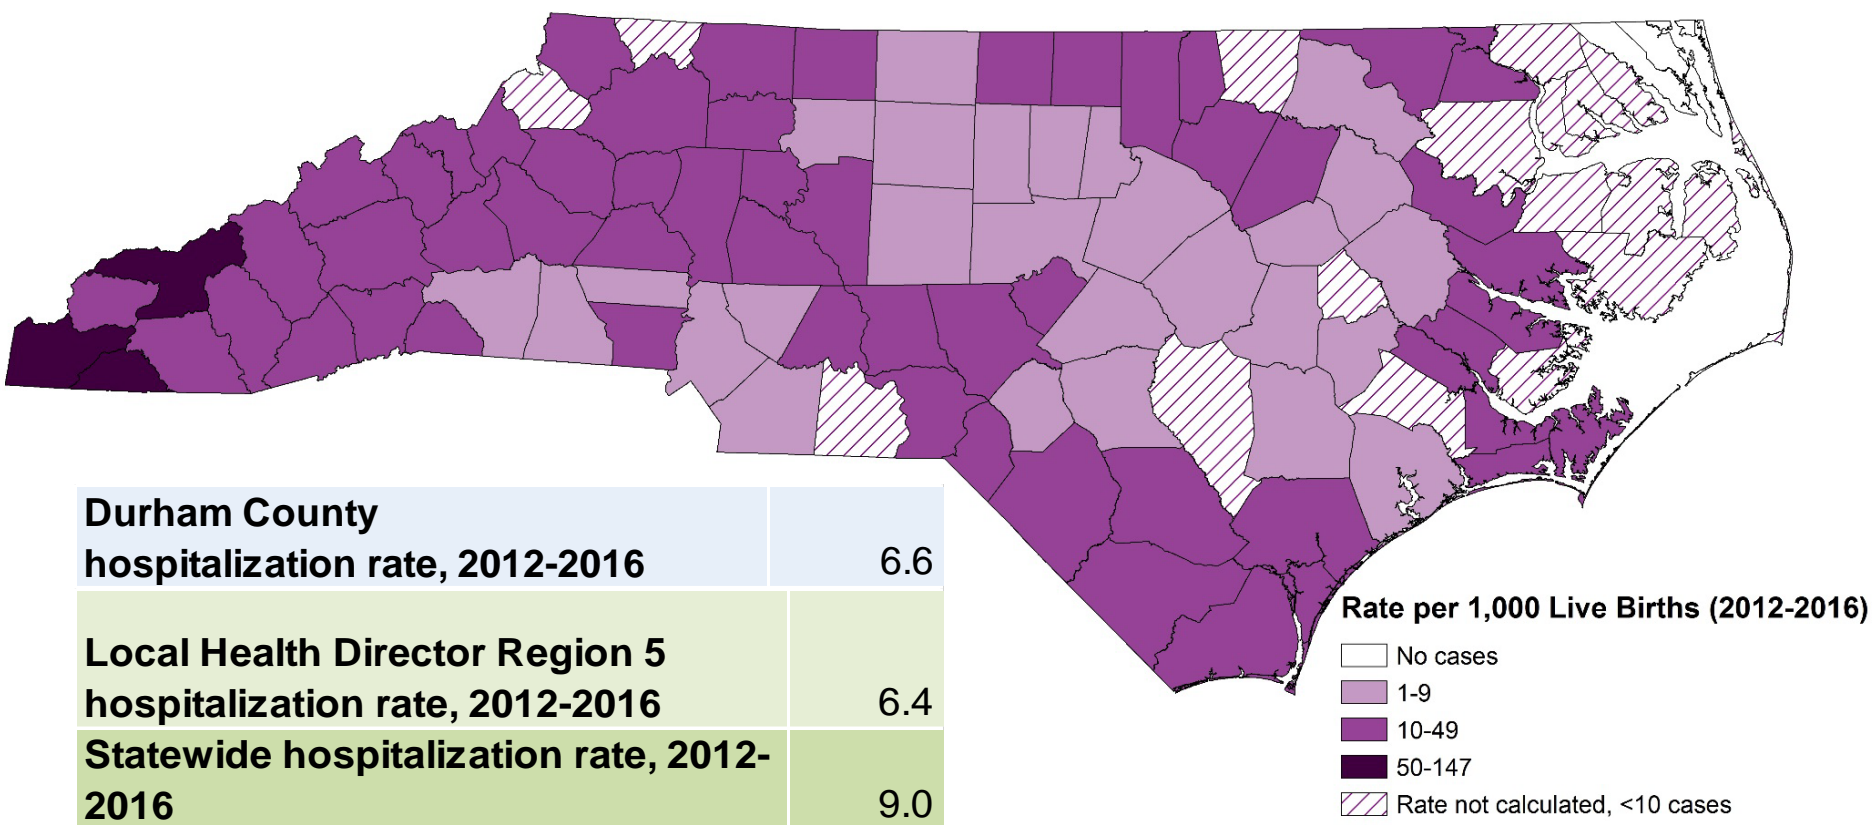 Durham County
hospitalization rate, 2012-2016
6.6
Local Health Director Region 5
hospitalization rate, 2012-2016
6.4
Statewide hospitalization rate, 2012-
2016
9.0
Rate per 1,000 Live Births (2012-2016)
No cases
1-9
10-49
50-147
Rate not calculated, <10 cases